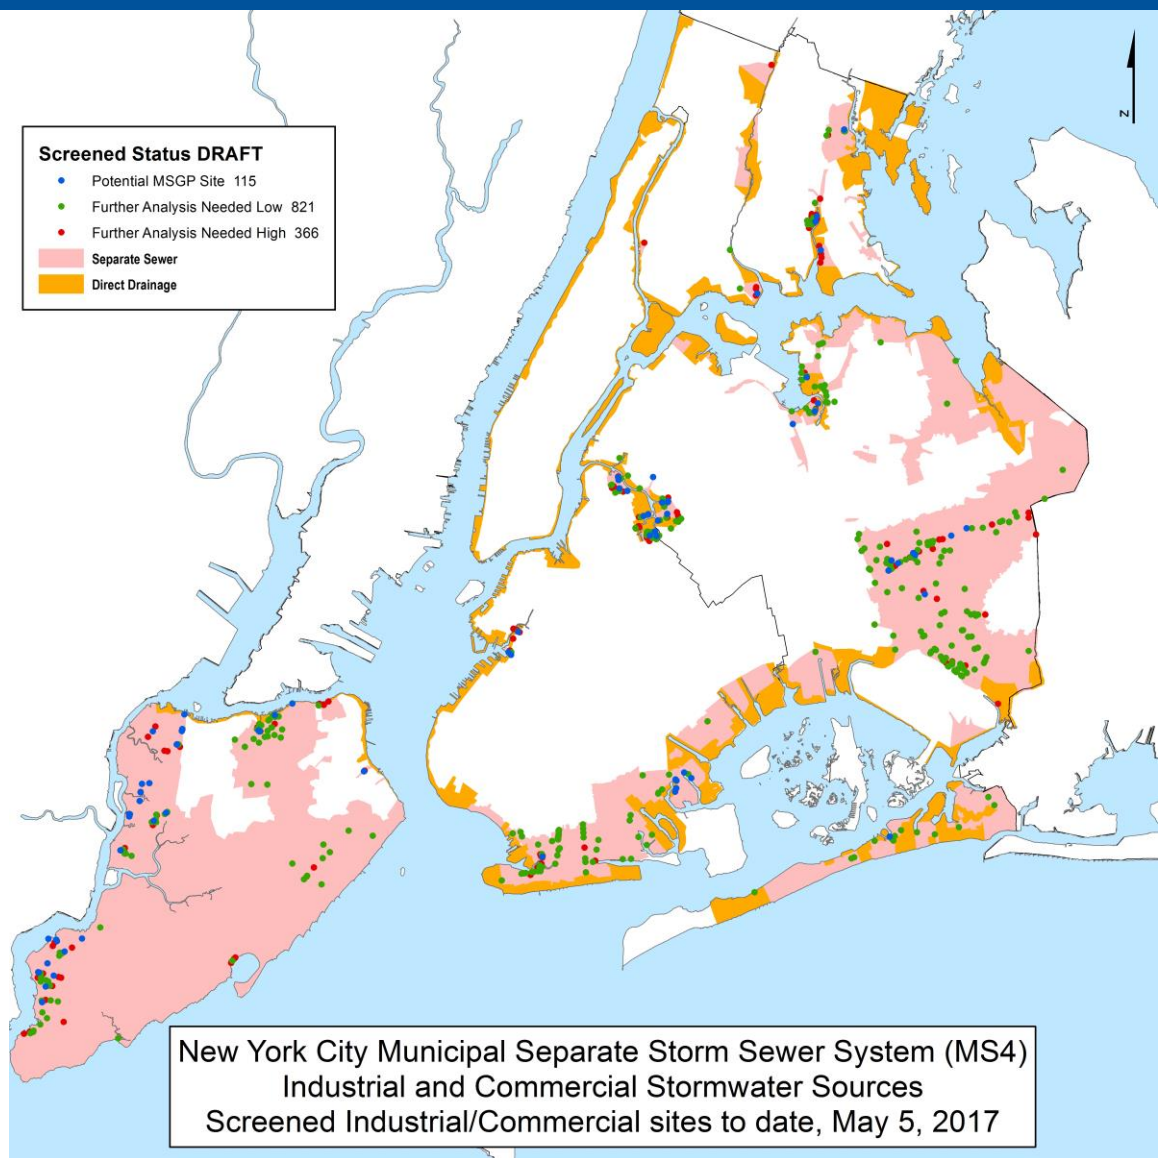 Screened Status DRAFT
Potential MSGP Site 115
Further Analysis Needed Low 821
Further Analysis Needed High 366
Separate Sewer
Direct Drainage
N
New York City Municipal Separate Storm Sewer System (MS4)
Industrial and Commercial Stormwater Sources
Screened Industrial/Commercial sites to date, May 5, 2017